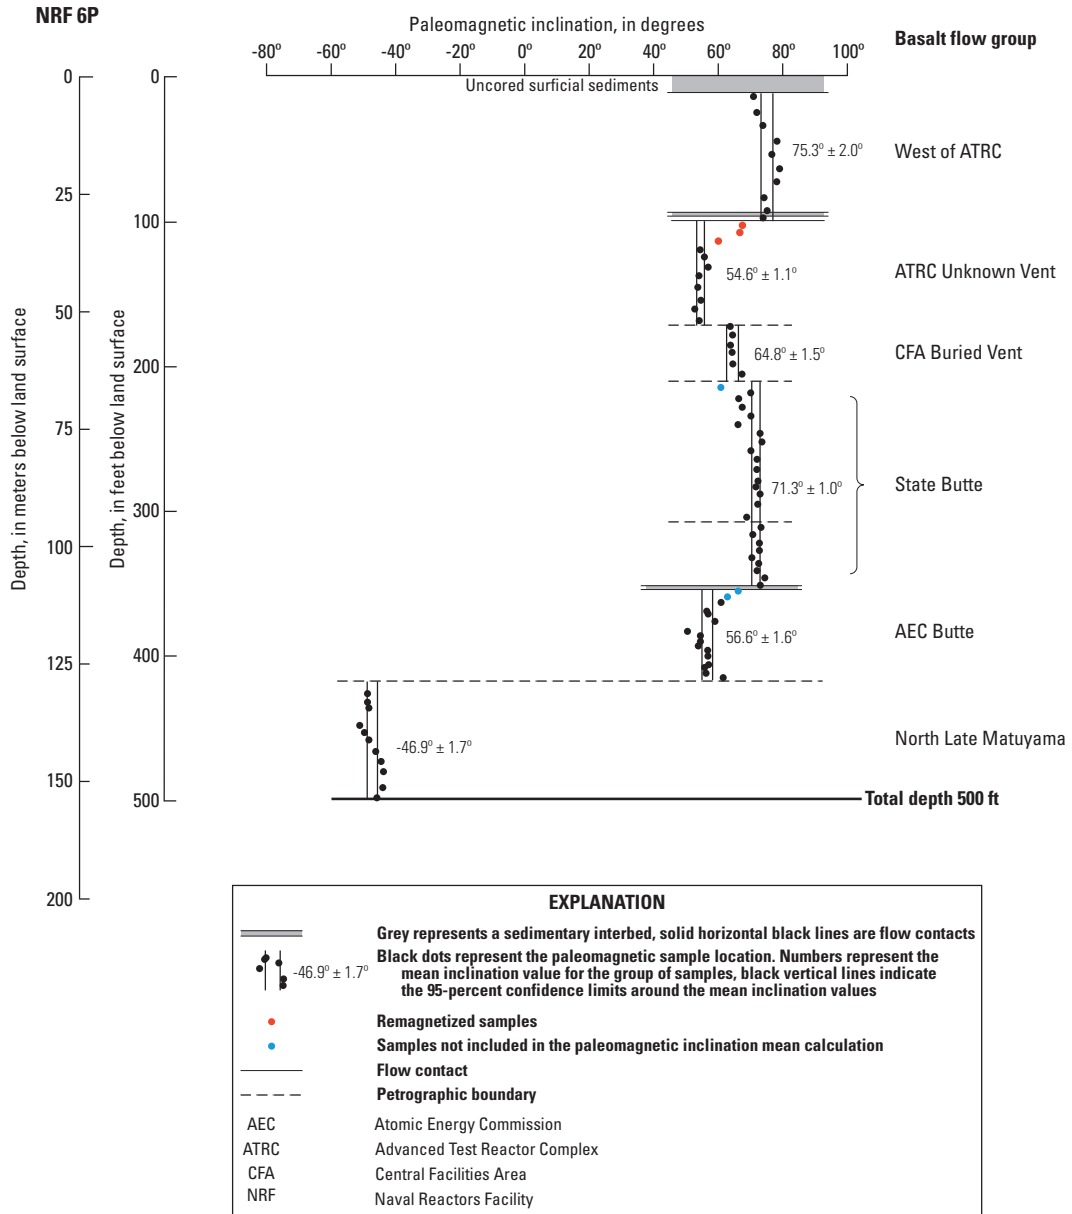 NRF 6P
Paleomagnetic inclination, in degrees
Basalt flow group
-80º -60º -40º -20º 0º 20º 40º 60º 80º 100º
Uncored surficial sediments
Depth, in meters below land surface
0
25
50
75
100
125
150
200
Depth, in feet below land surface
0
100
200
300
400
500
75.3º ± 2.0º
West of ATRC
54.6º ± 1.1º
ATRC Unknown Vent
64.8º ± 1.5º
CFA Buried Vent
71.3º ± 1.0º
State Butte
56.6º ± 1.6º
AEC Butte
-46.9º ± 1.7º
North Late Matuyama
Total depth 500 ft
EXPLANATION
Grey represents a sedimentary interbed, solid horizontal black lines are flow contacts
-46.9º ± 1.7º
Black dots represent the paleomagnetic sample location. Numbers represent the
mean inclination value for the group of samples, black vertical lines indicate
the 95-percent confidence limits around the mean inclination values
Remagnetized samples
Samples not included in the paleomagnetic inclination mean calculation
Flow contact
Petrographic boundary
AEC Atomic Energy Commission
ATRC Advanced Test Reactor Complex
CFA Central Facilities Area
NRF Naval Reactors Facility